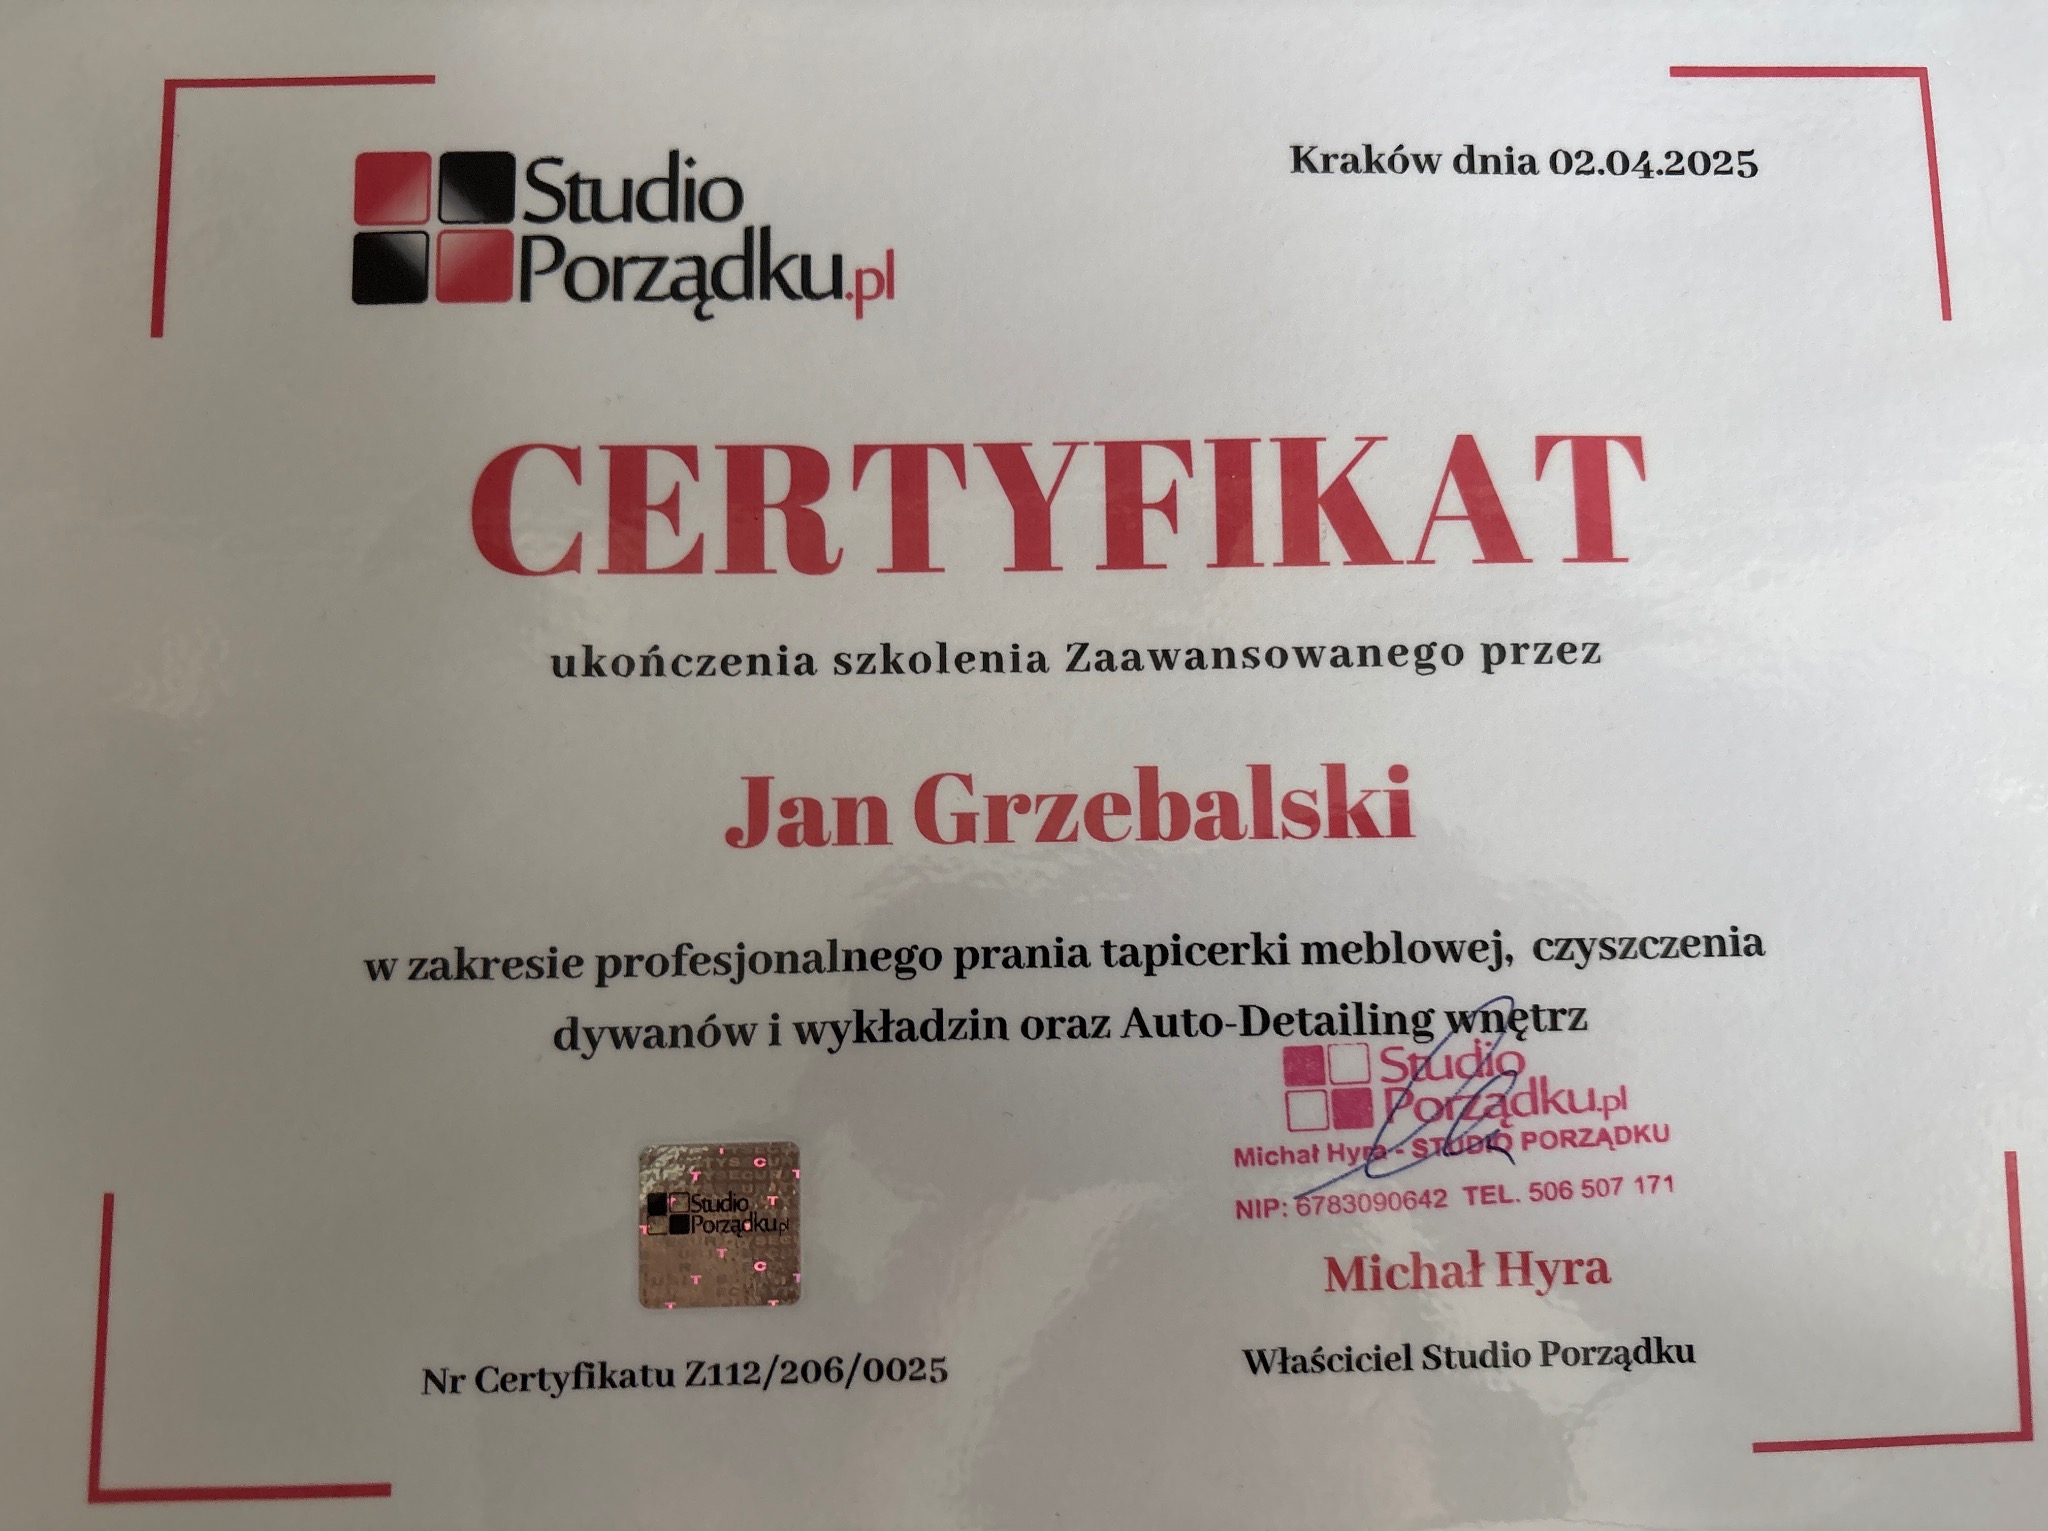 Studio
Porządku.pl
Kraków dnia 02.04.2025
CERTYFIKAT
ukończenia szkolenia Zaawansowanego przez
Jan Grzebalski
w zakresie profesjonalnego prania tapicerki meblowej, czyszczenia
dywanów i wykładzin oraz Auto-Detailing wnętrz
Studio
Porządku.pl
Michał Hyra - STUDIO PORZĄDKU
NIP: 6783090642 TEL. 506 507 171
Studio
Porządku.pl
Michał Hyra
Nr Certyfikatu Z112/206/0025
Właściciel Studio Porządku